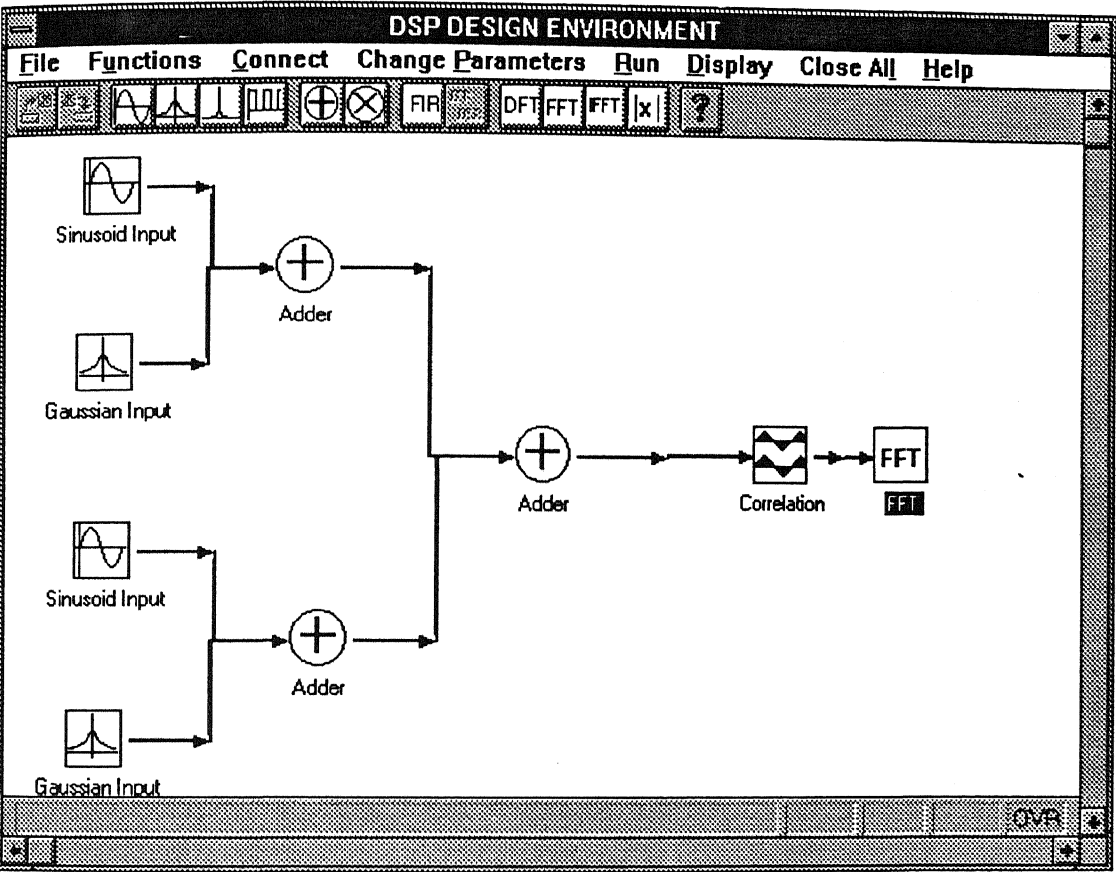 DSP DESIGN ENVIRONMENT
File Functions Connect Change Parameters Run Display Close All Help
FIR DFT FFT IFFT |x| ?
Sinusoid Input
Adder
Gaussian Input
FFT
Adder
Correlation
FFT
Sinusoid Input
Adder
Gaussian Input
OVR